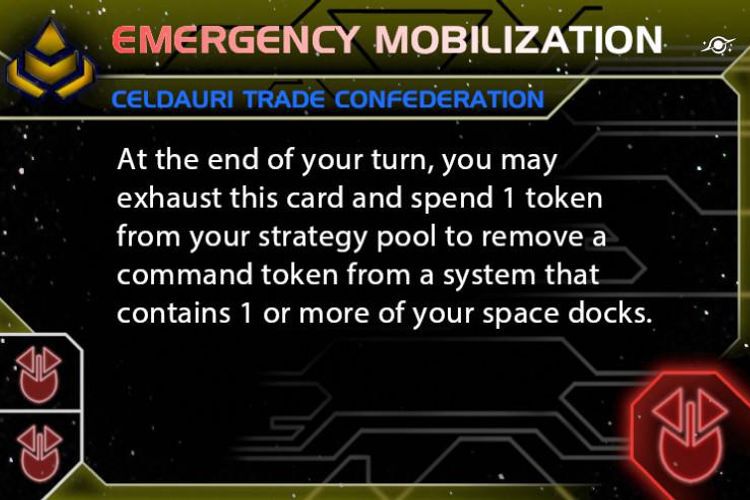 EMERGENCY MOBILIZATION
CELDAURI TRADE CONFEDERATION
At the end of your turn, you may
exhaust this card and spend 1 token
from your strategy pool to remove a
command token from a system that
contains 1 or more of your space docks.